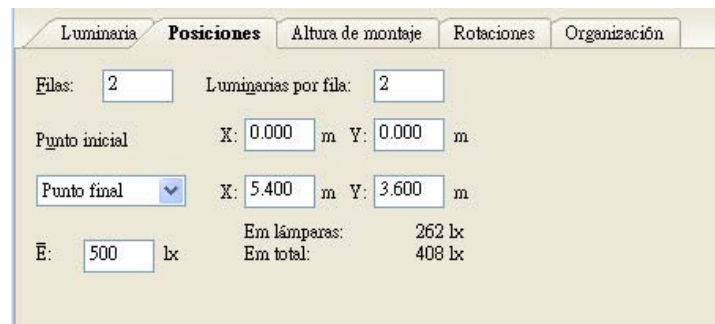 Luminaria Posiciones Altura de montaje Rotaciones Organización
Filas: 2 Luminarias por fila: 2
Punto inicial X: 0.000 m Y: 0.000 m
Punto final X: 5.400 m Y: 3.600 m
Em lámparas: 262 lx
E̅: 500 lx Em total: 408 lx